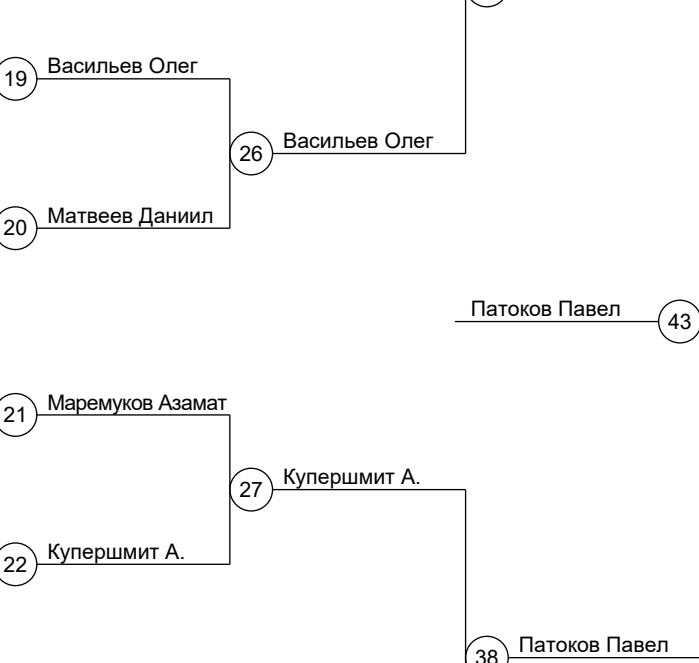 19 Васильев Олег
26 Васильев Олег
20 Матвеев Даниил
Патоков Павел 43
21 Маремуков Азамат
27 Купершмит А.
22 Купершмит А.
38 Патоков Павел